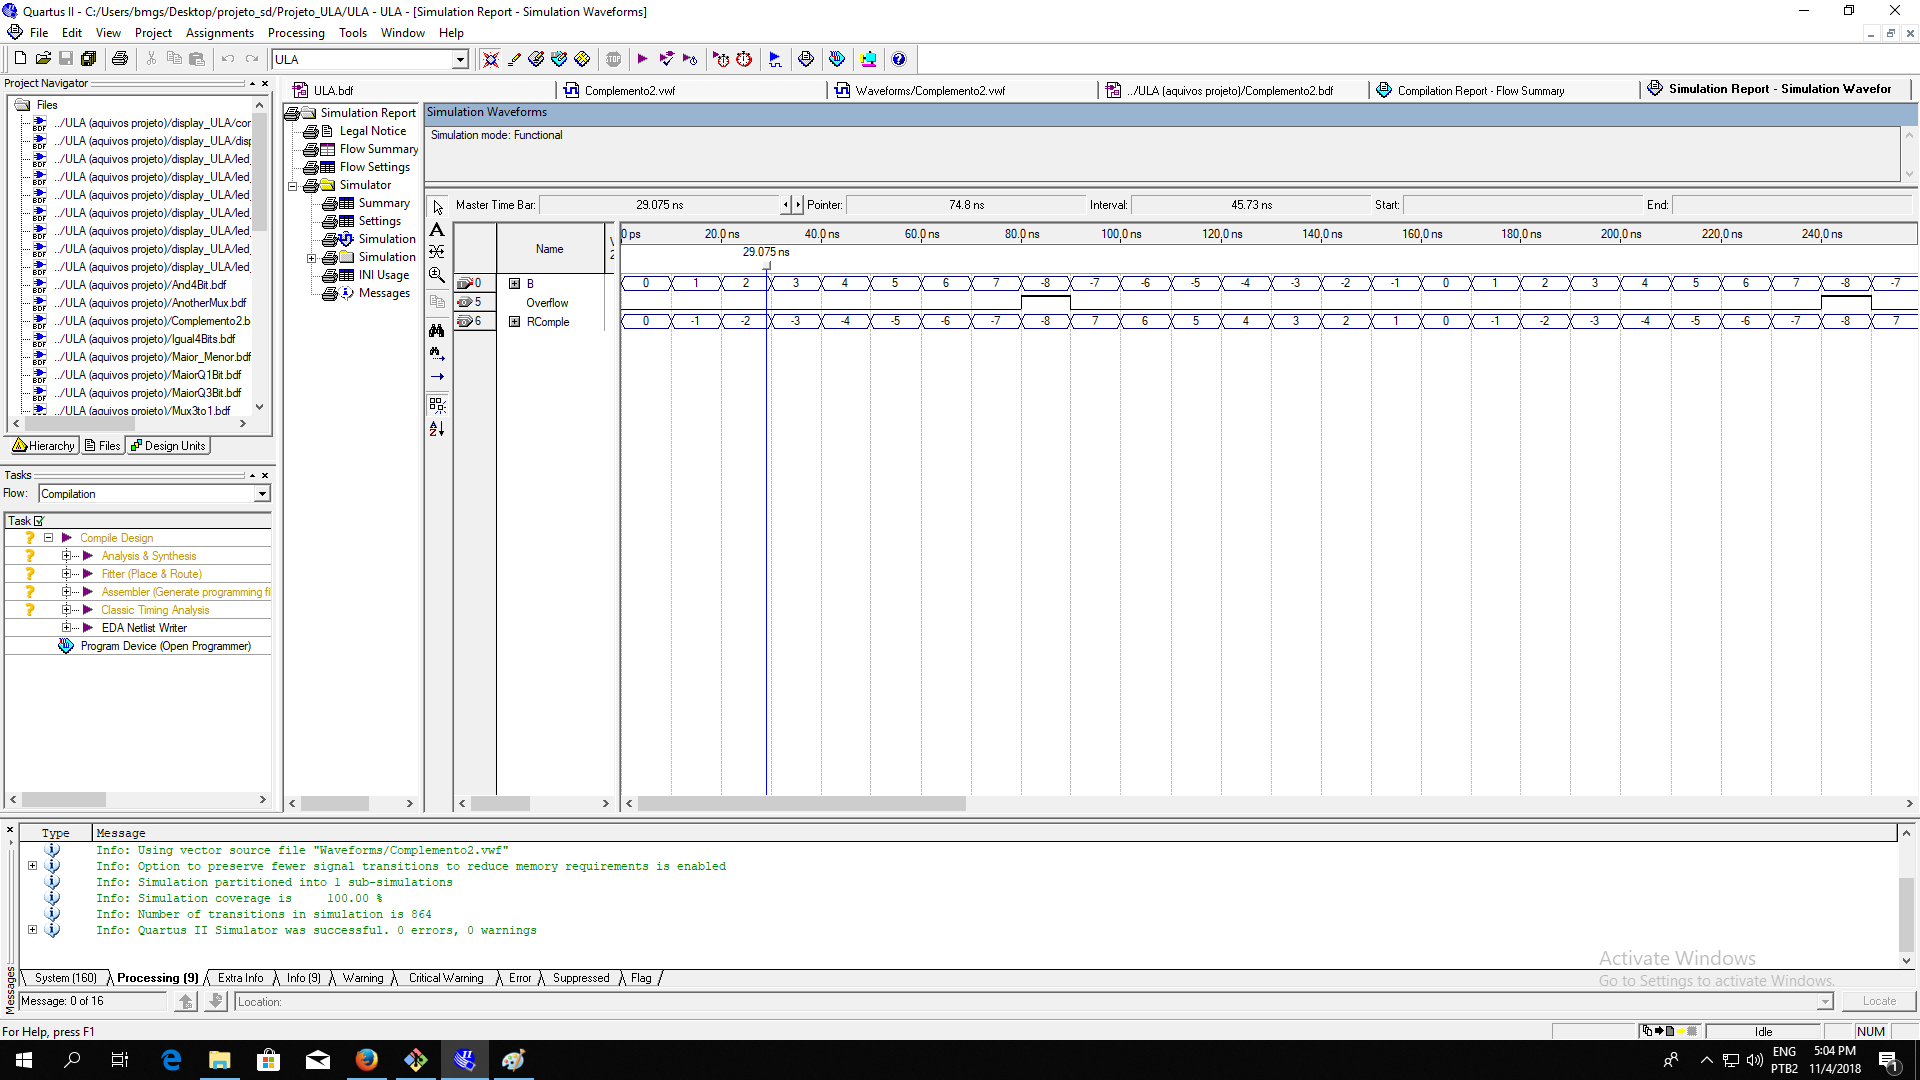 Quartus II - C:/Users/bmgs/Desktop/projeto_sd/Projeto_ULA/ULA - ULA - [Simulation Report - Simulation Waveforms]
File Edit View Project Assignments Processing Tools Window Help
ULA
Project Navigator
Files
../ULA (aquivos projeto)/display_ULA/cor
../ULA (aquivos projeto)/display_ULA/disp
../ULA (aquivos projeto)/display_ULA/led_
../ULA (aquivos projeto)/display_ULA/led_
../ULA (aquivos projeto)/display_ULA/led_
../ULA (aquivos projeto)/display_ULA/led_
../ULA (aquivos projeto)/display_ULA/led_
../ULA (aquivos projeto)/display_ULA/led_
../ULA (aquivos projeto)/display_ULA/led_
../ULA (aquivos projeto)/And4Bit.bdf
../ULA (aquivos projeto)/AnotherMux.bdf
../ULA (aquivos projeto)/Complemento2.b
../ULA (aquivos projeto)/Igual4Bits.bdf
../ULA (aquivos projeto)/Maior_Menor.bdf
../ULA (aquivos projeto)/MaiorQ1Bit.bdf
../ULA (aquivos projeto)/MaiorQ3Bit.bdf
../ULA (aquivos projeto)/Mux3to1.bdf
Hierarchy Files Design Units
Tasks
Flow: Compilation
Task
Compile Design
Analysis & Synthesis
Fitter (Place & Route)
Assembler (Generate programming fi
Classic Timing Analysis
EDA Netlist Writer
Program Device (Open Programmer)
ULA.bdf Complemento2.vwf Waveforms/Complemento2.vwf ../ULA (aquivos projeto)/Complemento2.bdf Compilation Report - Flow Summary Simulation Report - Simulation Wavefor
Simulation Report
Legal Notice
Flow Summary
Flow Settings
Simulator
Summary
Settings
Simulation
Simulation
INI Usage
Messages
Simulation Waveforms
Simulation mode: Functional
Master Time Bar: 29.075 ns Pointer: 74.8 ns Interval: 45.73 ns Start: End:
Name
0 ps 20.0 ns 40.0 ns 60.0 ns 80.0 ns 100.0 ns 120.0 ns 140.0 ns 160.0 ns 180.0 ns 200.0 ns 220.0 ns 240.0 ns
29.075 ns
0 B 0 1 2 3 4 5 6 7 -8 -7 -6 -5 -4 -3 -2 -1 0 1 2 3 4 5 6 7 -8 -7
5 Overflow
6 RComple 0 -1 -2 -3 -4 -5 -6 -7 -8 7 6 5 4 3 2 1 0 -1 -2 -3 -4 -5 -6 -7 -8 7
Type Message
Info: Using vector source file "Waveforms/Complemento2.vwf"
Info: Option to preserve fewer signal transitions to reduce memory requirements is enabled
Info: Simulation partitioned into 1 sub-simulations
Info: Simulation coverage is 100.00 %
Info: Number of transitions in simulation is 864
Info: Quartus II Simulator was successful. 0 errors, 0 warnings
System (160) Processing (9) Extra Info Info (9) Warning Critical Warning Error Suppressed Flag
Messages
Message: 0 of 16 Location: Locate
Activate Windows
Go to Settings to activate Windows.
For Help, press F1 Idle NUM
ENG
PTB2
5:04 PM
11/4/2018
1